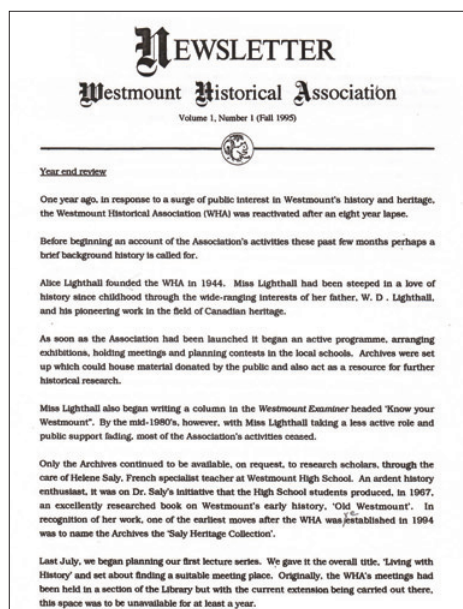 NEWSLETTER
Westmount Historical Association
Volume 1, Number 1 (Fall 1995)
Year end review
One year ago, in response to a surge of public interest in Westmount's history and heritage,
the Westmount Historical Association (WHA) was reactivated after an eight year lapse.
Before beginning an account of the Association's activities these past few months perhaps a
brief background history is called for.
Alice Lighthall founded the WHA in 1944. Miss Lighthall had been steeped in a love of
history since childhood through the wide-ranging interests of her father, W. D . Lighthall,
and his pioneering work in the field of Canadian heritage.
As soon as the Association had been launched it began an active programme, arranging
exhibitions, holding meetings and planning contests in the local schools. Archives were set
up which could house material donated by the public and also act as a resource for further
historical research.
Miss Lighthall also began writing a column in the Westmount Examiner headed 'Know your
Westmount". By the mid-1980's, however, with Miss Lighthall taking a less active role and
public support fading, most of the Association's activities ceased.
Only the Archives continued to be available, on request, to research scholars, through the
care of Helene Saly, French specialist teacher at Westmount High School. An ardent history
enthusiast, it was on Dr. Saly's initiative that the High School students produced, in 1967,
an excellently researched book on Westmount's early history, 'Old Westmount'. In
recognition of her work, one of the earliest moves after the WHA was re established in 1994
was to name the Archives the 'Saly Heritage Collection'.
Last July, we began planning our first lecture series. We gave it the overall title, 'Living with
History' and set about finding a suitable meeting place. Originally, the WHA's meetings had
been held in a section of the Library but with the current extension being carried out there,
this space was to be unavailable for at least a year.